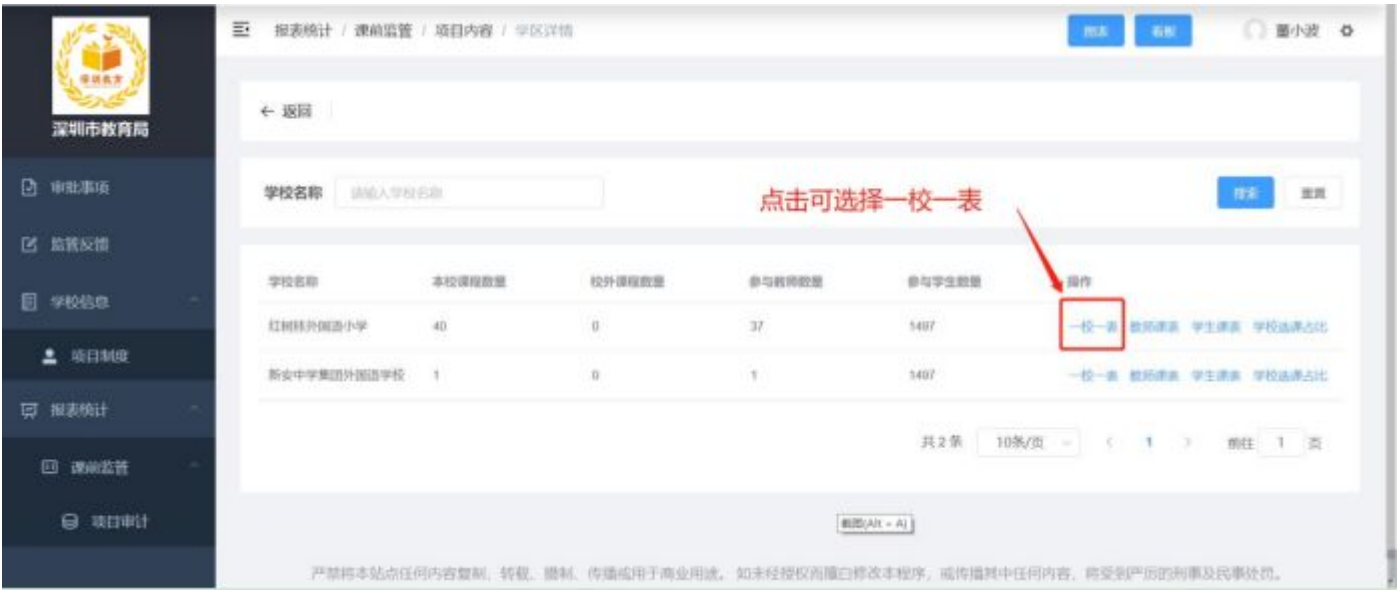 报表统计 / 课前监管 / 项目内容 / 学区详情
图表 看板 董小波
深圳教育
深圳市教育局
← 返回
审批事项
学校名称 请输入学校名称
搜索 重置
点击可选择一校一表
监管反馈
学校信息
学校名称 本校课程数量 校外课程数量 参与教师数量 参与学生数量 操作
红树林外国语小学 40 0 37 1497 一校一表 教师课表 学生课表 学校选课占比
项目制度
新安中学集团外国语学校 1 0 1 1497 一校一表 教师课表 学生课表 学校选课占比
报表统计
共 2 条 10条/页 < 1 > 前往 1 页
课前监管
项目审计
截图(Alt + A)
严禁将本站点任何内容复制、转载、翻制、传播或用于商业用途。 如未经授权而擅自修改本程序，或传播其中任何内容，将受到严厉的刑事及民事处罚。